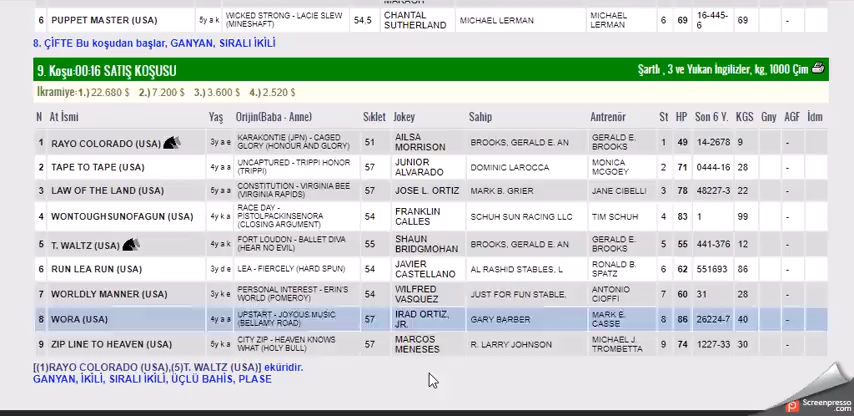 6 PUPPET MASTER (USA) 5y a k WICKED STRONG - LACIE SLEW (MINESHAFT) 54,5 CHANTAL SUTHERLAND MICHAEL LERMAN MICHAEL LERMAN 6 69 16-445-6 0 -
8. ÇİFTE Bu koşudan başlar, GANYAN, SIRALI İKİLİ
9. Koşu:00:16 SATIŞ KOŞUSU Şartlı , 3 ve Yukarı İngilizler, kg, 1000 Çim
İkramiye:1.) 22.680 $ 2.) 7.200 $ 3.) 3.600 $ 4.) 2.520 $
N At İsmi Yaş Orijin(Baba - Anne) Sıklet Jokey Sahip Antrenör St HP Son 6 Y. KGS Gny AGF İdm
1 RAYO COLORADO (USA) 3y a e KARAKONTIE (JPN) - CAGED GLORY (HONOUR AND GLORY) 51 AILSA MORRISON BROOKS, GERALD E. AN GERALD E. BROOKS 1 49 14-2678 9 -
2 TAPE TO TAPE (USA) 4y a a UNCAPTURED - TRIPPI HONOR (TRIPPI) 57 JUNIOR ALVARADO DOMINIC LAROCCA MONICA MCGOEY 2 71 0444-16 28 -
3 LAW OF THE LAND (USA) 5y a a CONSTITUTION - VIRGINIA BEE (VIRGINIA RAPIDS) 57 JOSE L. ORTIZ MARK B. GRIER JANE CIBELLI 3 78 48227-3 22 -
4 WONTOUGHSUNOFAGUN (USA) 4y k a RACE DAY - PISTOLPACKINSENORA (CLOSING ARGUMENT) 54 FRANKLIN CALLES SCHUH SUN RACING LLC TIM SCHUH 4 83 1 99 -
5 T. WALTZ (USA) 4y a k FORT LOUDON - BALLET DIVA (HEAR NO EVIL) 55 SHAUN BRIDGMOHAN BROOKS, GERALD E. AN GERALD E. BROOKS 5 55 441-376 12 -
6 RUN LEA RUN (USA) 3y d e LEA - FIERCELY (HARD SPUN) 54 JAVIER CASTELLANO AL RASHID STABLES, L RONALD B. SPATZ 6 62 551693 86 -
7 WORLDLY MANNER (USA) 3y k e PERSONAL INTEREST - ERIN'S WORLD (POMEROY) 54 WILFRED VASQUEZ JUST FOR FUN STABLE, ANTONIO CIOFFI 7 60 31 28 -
8 WORA (USA) 4y a a UPSTART - JOYOUS MUSIC (BELLAMY ROAD) 57 IRAD ORTIZ, JR. GARY BARBER MARK E. CASSE 8 86 26224-7 40 -
9 ZIP LINE TO HEAVEN (USA) 5y k a CITY ZIP - HEAVEN KNOWS WHAT (HOLY BULL) 57 MARCOS MENESES R. LARRY JOHNSON MICHAEL J. TROMBETTA 9 74 1227-33 30 -
[(1)RAYO COLORADO (USA),(5)T. WALTZ (USA)] eküridir.
GANYAN, İKİLİ, SIRALI İKİLİ, ÜÇLÜ BAHİS, PLASE
Screenpresso
.com